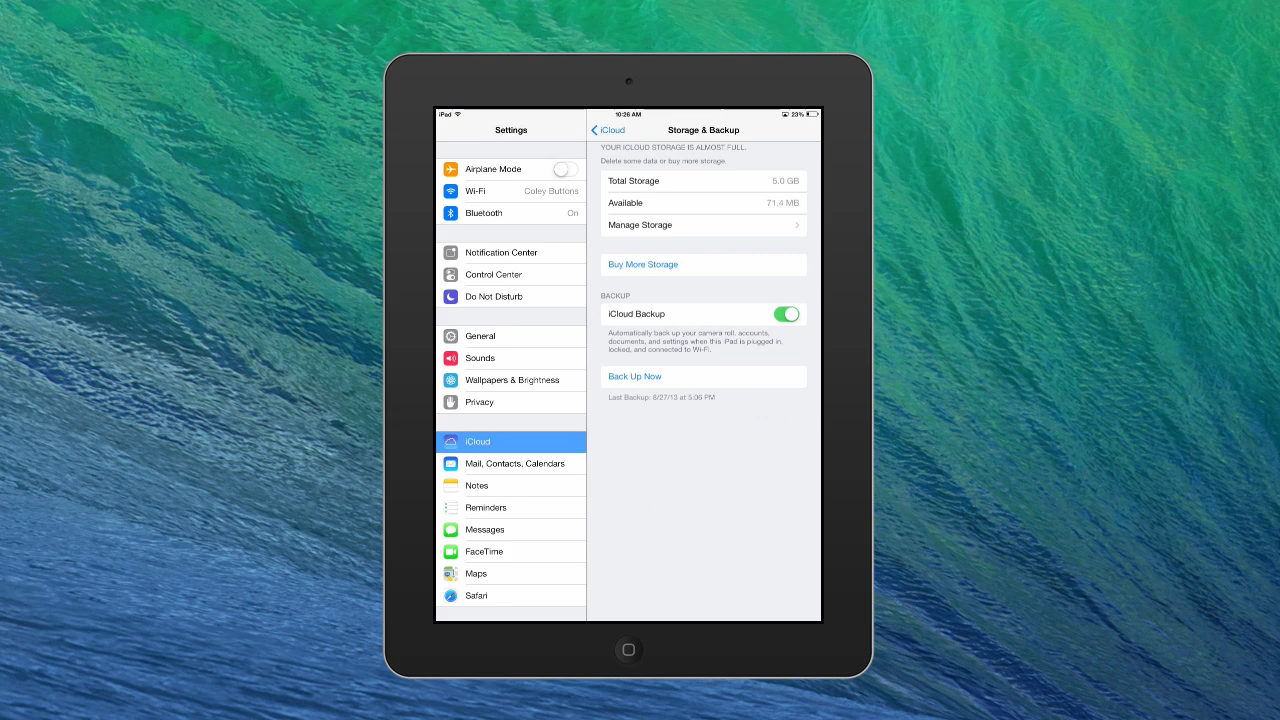 iPad
10:26 AM
23%
Settings
Airplane Mode
Wi-Fi Coley Buttons
Bluetooth On
Notification Center
Control Center
Do Not Disturb
General
Sounds
Wallpapers & Brightness
Privacy
iCloud
Mail, Contacts, Calendars
Notes
Reminders
Messages
FaceTime
Maps
Safari
iCloud Storage & Backup
YOUR ICLOUD STORAGE IS ALMOST FULL.
Delete some data or buy more storage.
Total Storage 5.0 GB
Available 71.4 MB
Manage Storage
Buy More Storage
BACKUP
iCloud Backup
Automatically back up your camera roll, accounts,
documents, and settings when this iPad is plugged in,
locked, and connected to Wi-Fi.
Back Up Now
Last Backup: 8/27/13 at 5:06 PM